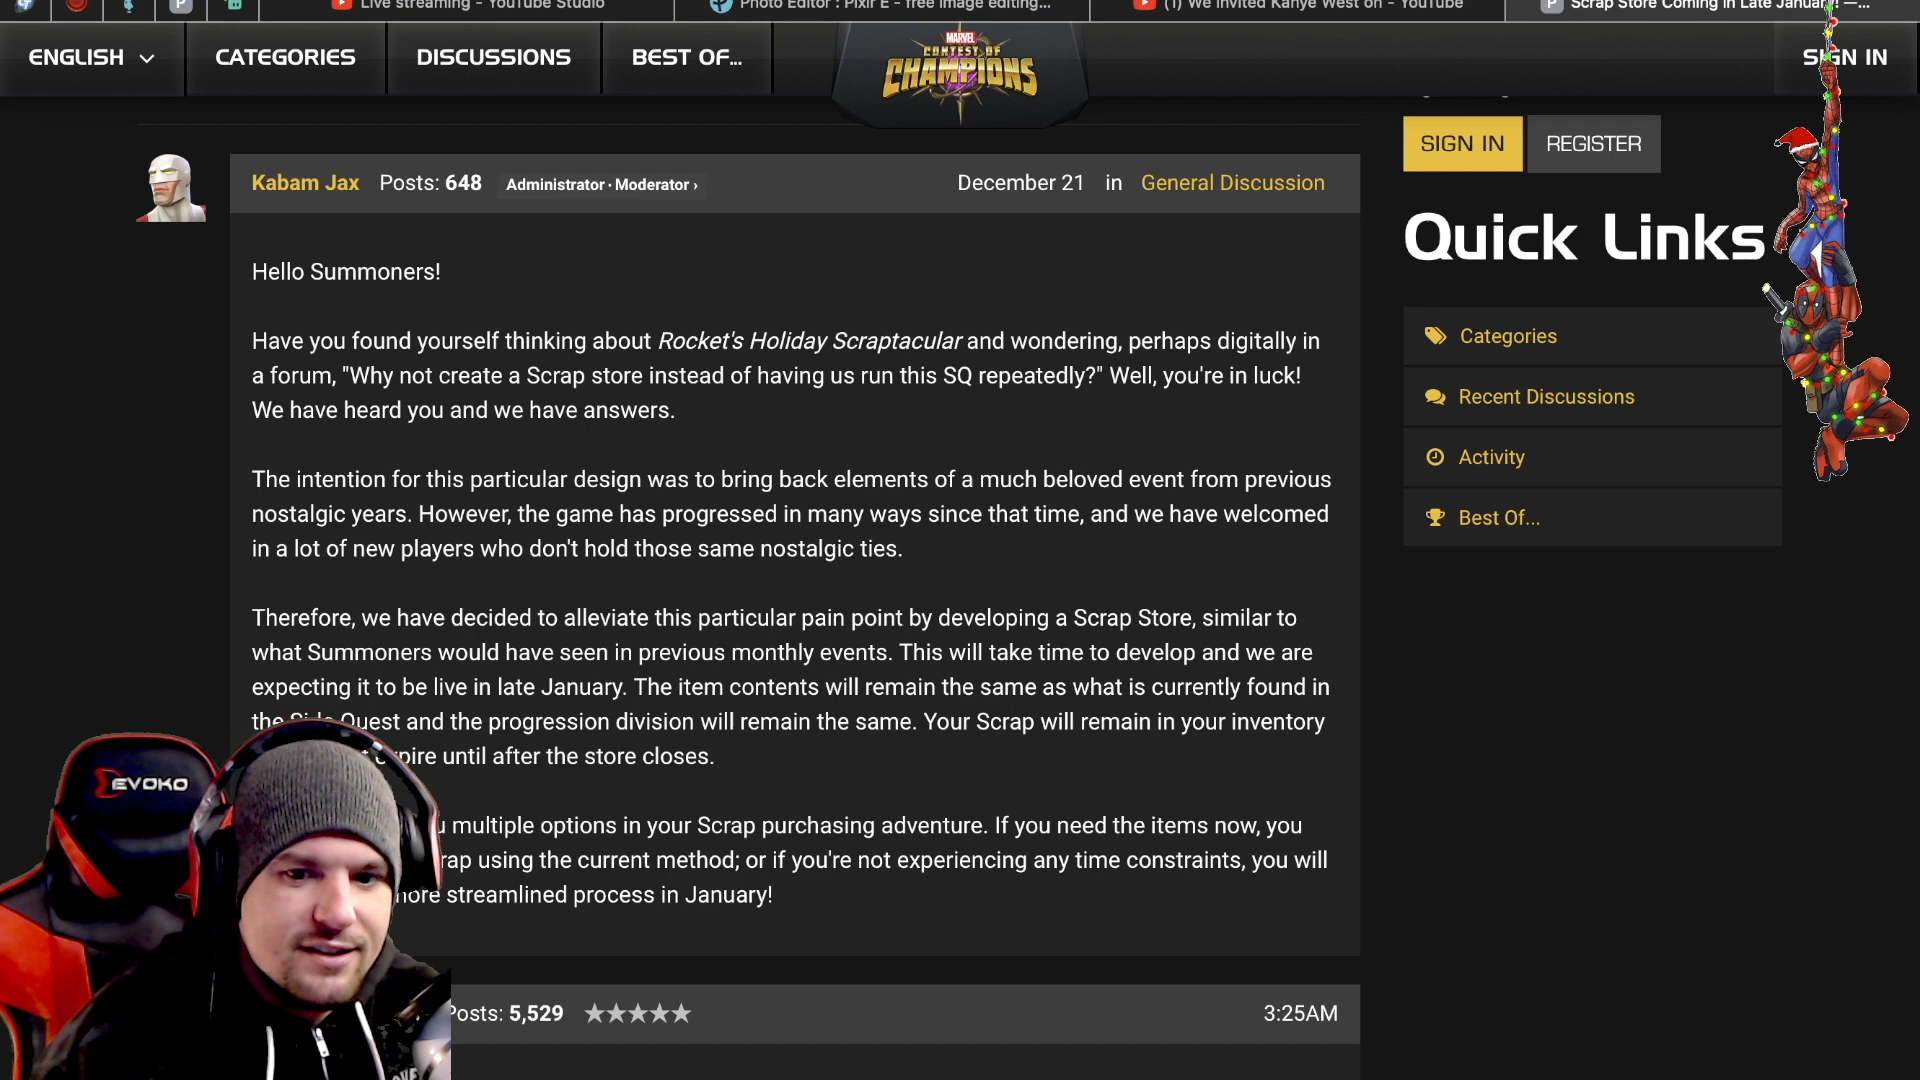 Live streaming - YouTube Studio
Photo Editor : Pixlr E - free image editing...
(1) We Invited Kanye West on - YouTube
Scrap Store Coming in Late January! —...
ENGLISH
CATEGORIES
DISCUSSIONS
BEST OF...
MARVEL
CONTEST OF
CHAMPIONS
SIGN IN
SIGN IN
REGISTER
Kabam Jax Posts: 648 Administrator · Moderator ›
December 21 in General Discussion
Quick Links
Categories
Recent Discussions
Activity
Best Of...
Hello Summoners!
Have you found yourself thinking about Rocket's Holiday Scraptacular and wondering, perhaps digitally in
a forum, "Why not create a Scrap store instead of having us run this SQ repeatedly?" Well, you're in luck!
We have heard you and we have answers.
The intention for this particular design was to bring back elements of a much beloved event from previous
nostalgic years. However, the game has progressed in many ways since that time, and we have welcomed
in a lot of new players who don't hold those same nostalgic ties.
Therefore, we have decided to alleviate this particular pain point by developing a Scrap Store, similar to
what Summoners would have seen in previous monthly events. This will take time to develop and we are
expecting it to be live in late January. The item contents will remain the same as what is currently found in
the Side Quest and the progression division will remain the same. Your Scrap will remain in your inventory
until after the store closes.
multiple options in your Scrap purchasing adventure. If you need the items now, you
using the current method; or if you're not experiencing any time constraints, you will
more streamlined process in January!
EVOKO
Posts: 5,529
3:25AM